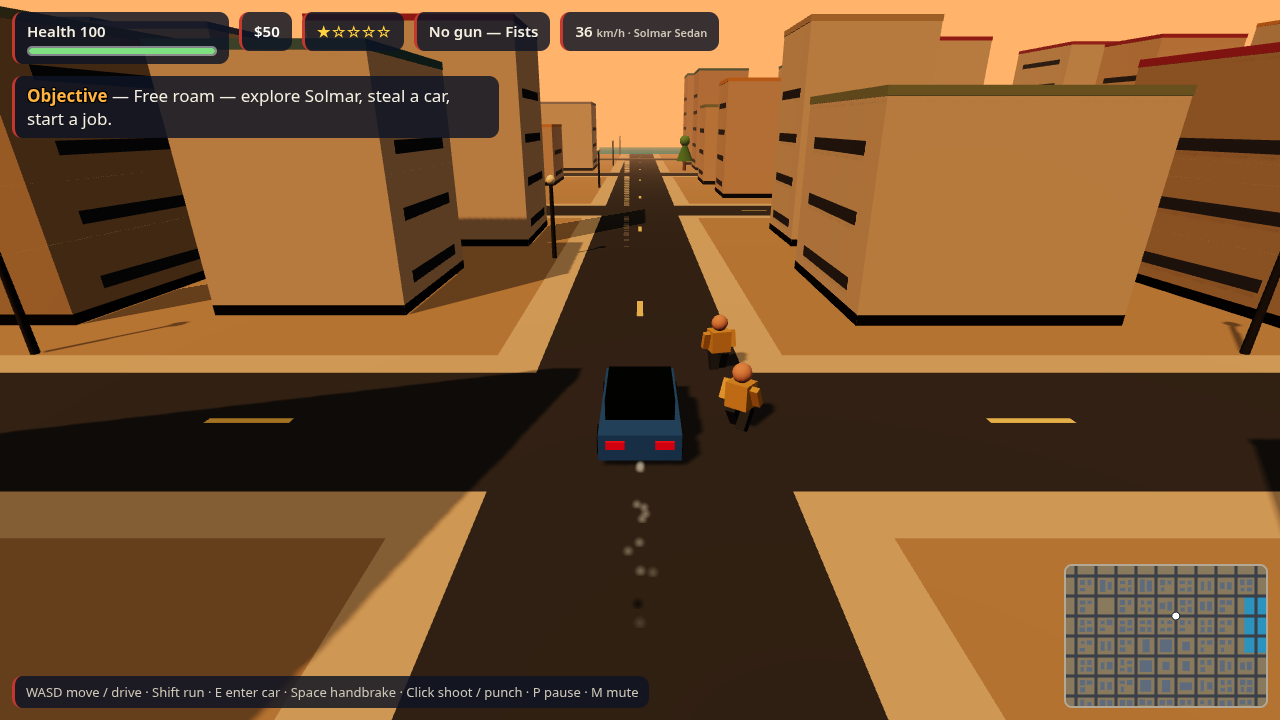 Health 100
$50
★☆☆☆☆
No gun — Fists
36 km/h · Solmar Sedan
Objective — Free roam — explore Solmar, steal a car,
start a job.
WASD move / drive · Shift run · E enter car · Space handbrake · Click shoot / punch · P pause · M mute